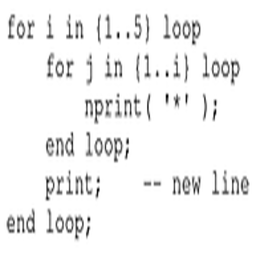 for i in {1..5} loop
    for j in {1..i} loop
        nprint( '*' );
    end loop;
    print;    -- new line
end loop;